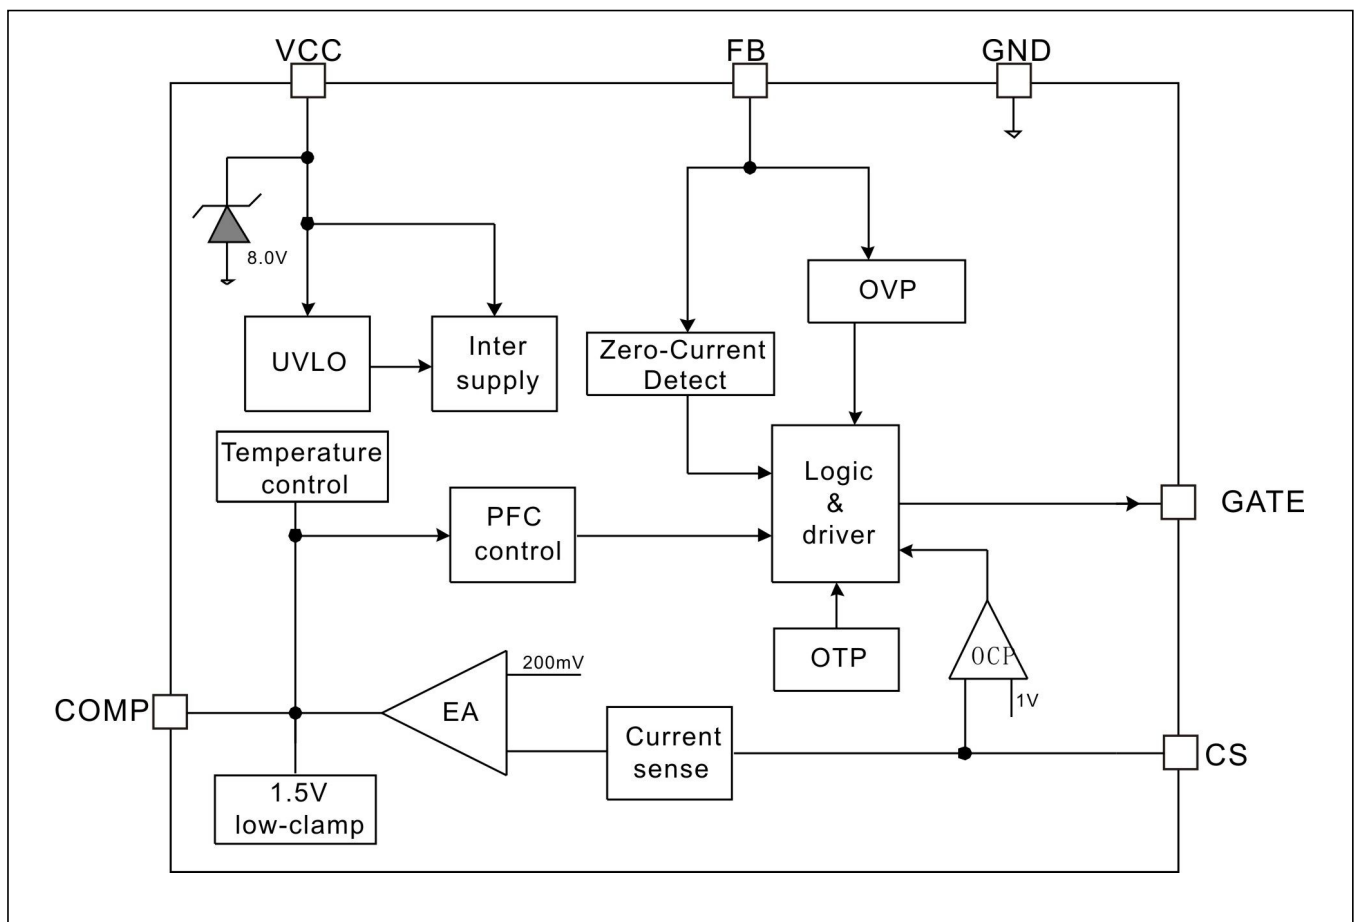 VCC
FB
GND
8.0V
OVP
UVLO
Inter
supply
Zero-Current
Detect
Temperature
control
PFC
control
Logic
&
driver
GATE
OTP
OCP
1V
200mV
COMP
EA
Current
sense
CS
1.5V
low-clamp